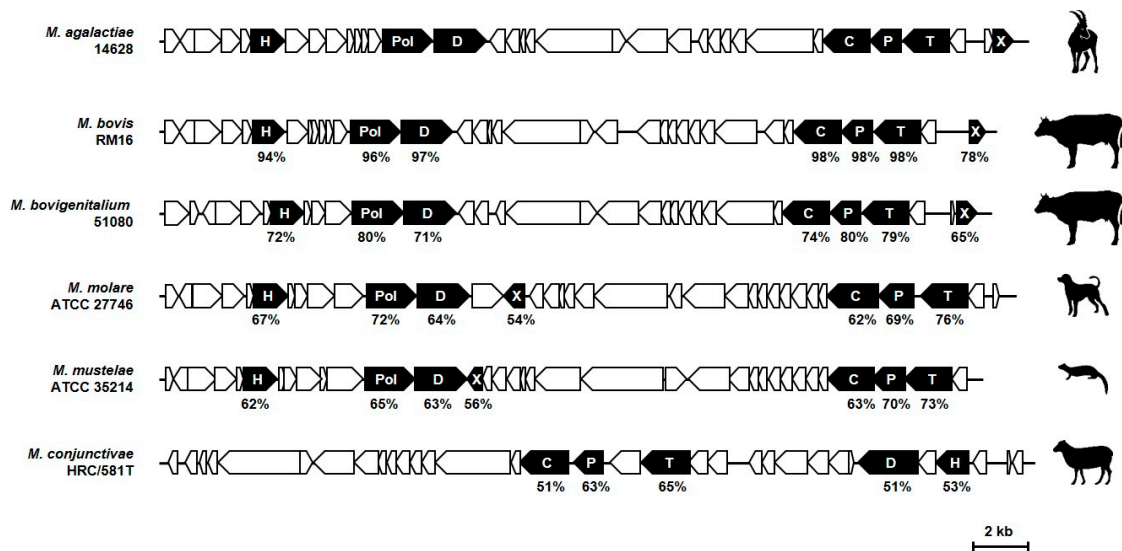 M. agalactiae
14628
H Pol D C P T X
M. bovis
RM16
H Pol D C P T X
94% 96% 97% 98% 98% 98% 78%
M. bovigenitalium
51080
H Pol D C P T X
72% 80% 71% 74% 80% 79% 65%
M. molare
ATCC 27746
H Pol D X C P T
67% 72% 64% 54% 62% 69% 76%
M. mustelae
ATCC 35214
H Pol D X C P T
62% 65% 63% 56% 63% 70% 73%
M. conjunctivae
HRC/581T
C P T D H
51% 63% 65% 51% 53%
2 kb